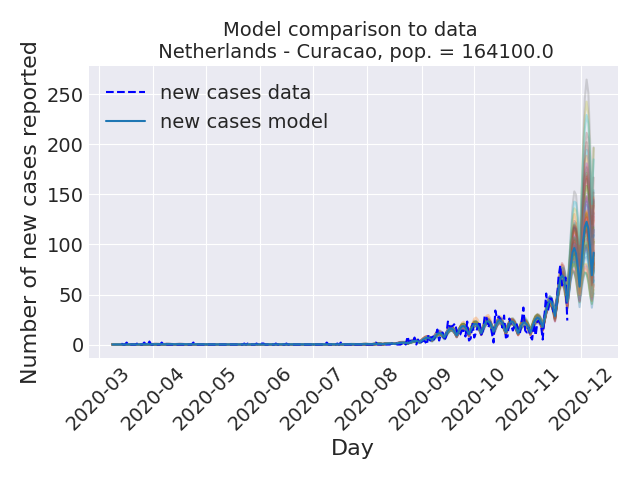 Model comparison to data
Netherlands - Curacao, pop. = 164100.0
Number of new cases reported
250
200
150
100
50
0
new cases data
new cases model
2020-03
2020-04
2020-05
2020-06
2020-07
2020-08
2020-09
2020-10
2020-11
2020-12
Day